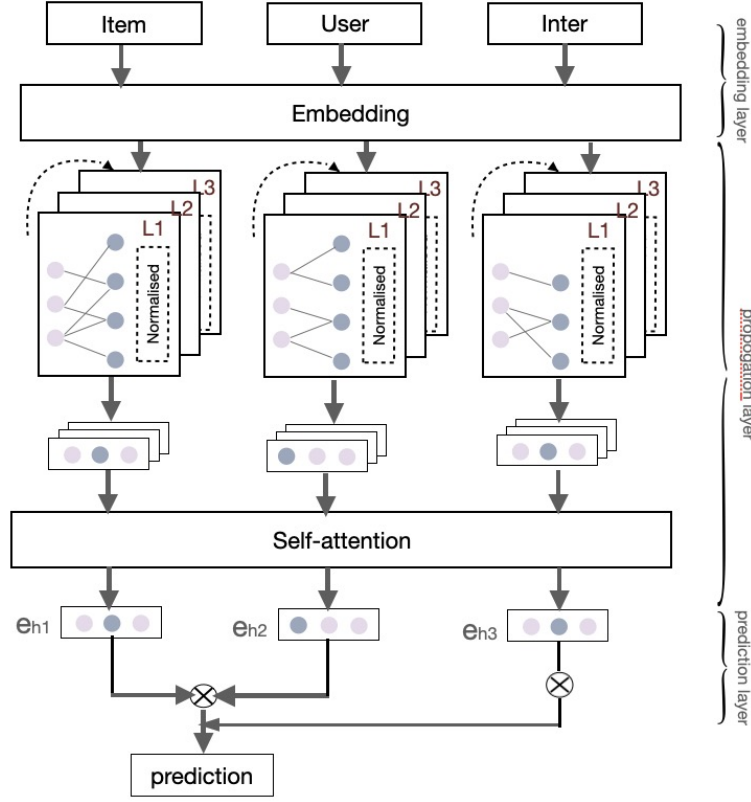 Item
User
Inter
embedding layer
Embedding
L3
L2
L1
Normalised
L3
L2
L1
Normalised
L3
L2
L1
Normalised
propogation layer
Self-attention
eh1
eh2
eh3
prediction layer
prediction